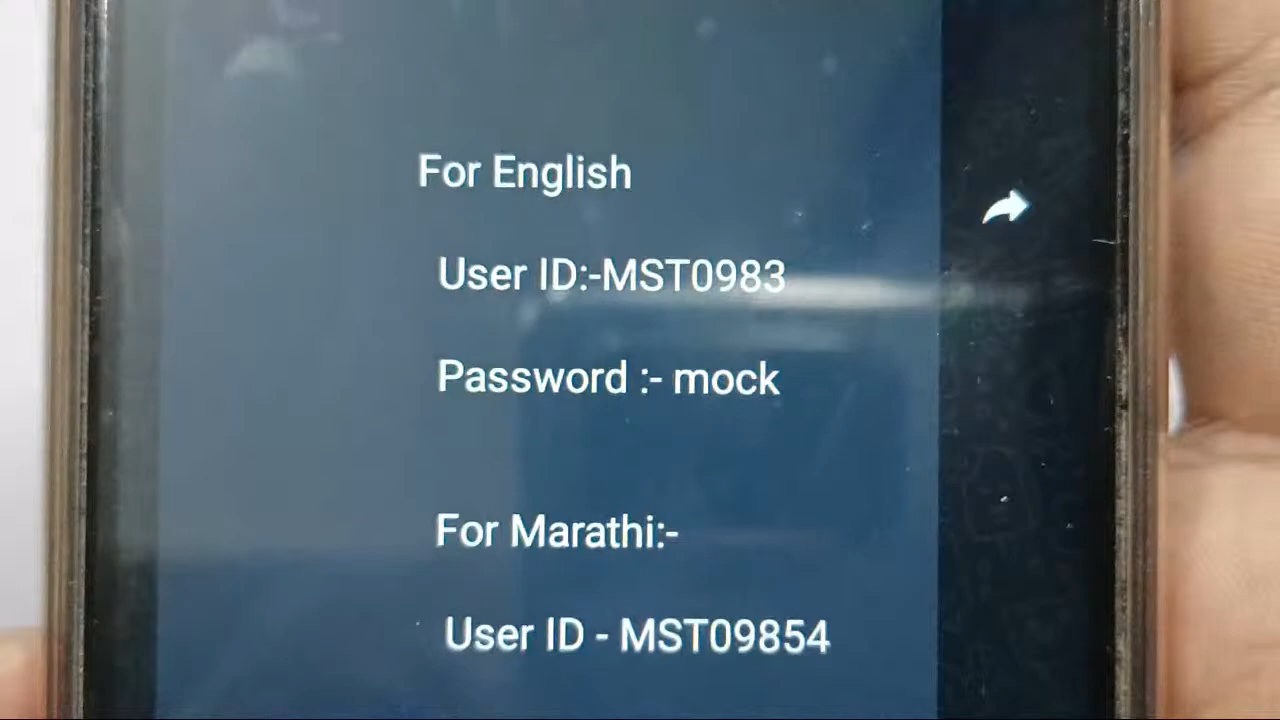 For English
User ID:-MST0983
Password :- mock
For Marathi:-
User ID - MST09854